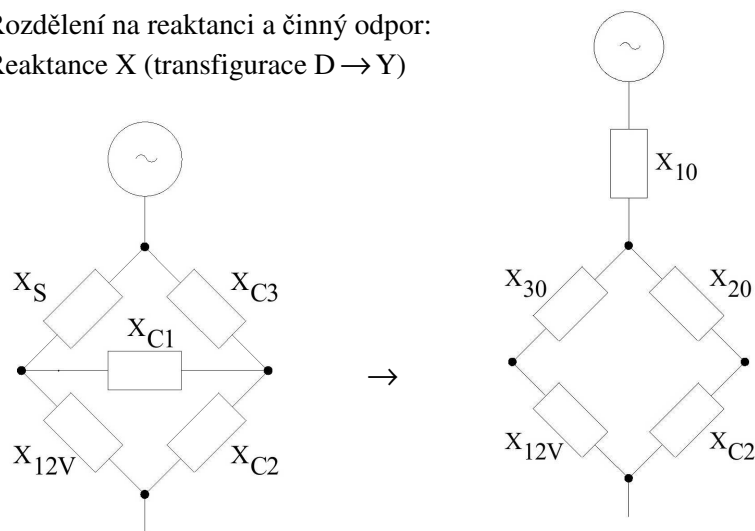 Rozdělení na reaktanci a činný odpor:
Reaktance X (transfigurace D → Y)
X10
XS
XC3
XC1
X12V
XC2
→
X30
X20
X12V
XC2